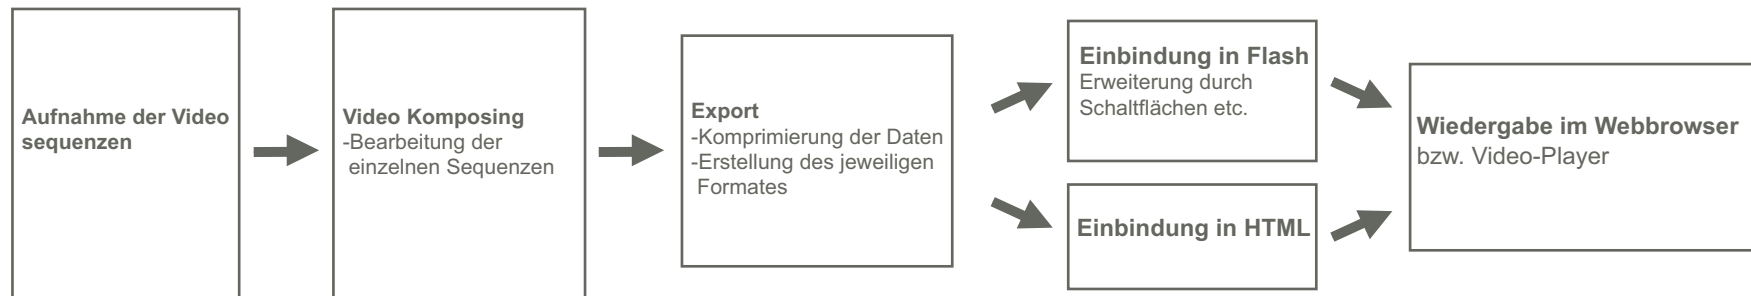 Aufnahme der Video
sequenzen
Video Komposing
-Bearbeitung der
einzelnen Sequenzen
Export
-Komprimierung der Daten
-Erstellung des jeweiligen
Formates
Einbindung in Flash
Erweiterung durch
Schaltflächen etc.
Einbindung in HTML
Wiedergabe im Webbrowser
bzw. Video-Player